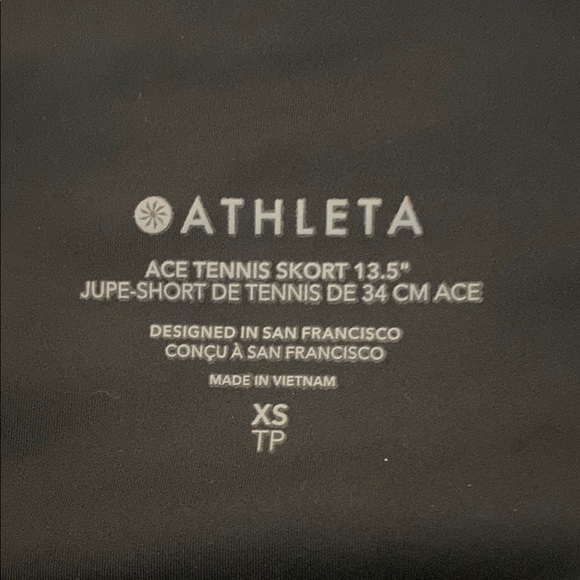 ATHLETA
ACE TENNIS SKORT 13.5"
JUPE-SHORT DE TENNIS DE 34 CM ACE
DESIGNED IN SAN FRANCISCO
CONÇU À SAN FRANCISCO
MADE IN VIETNAM
XS
TP